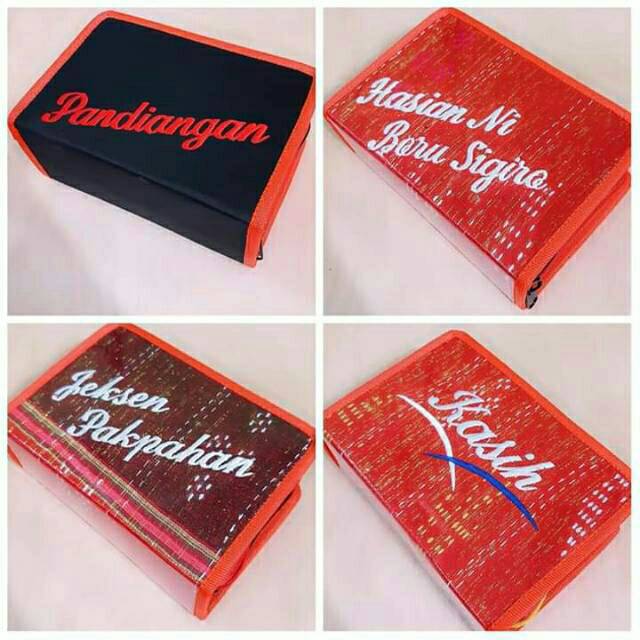 Pandiangan
Hasian Ni
Boru Sigiro
Jeksen
Pakpahan
Kasih